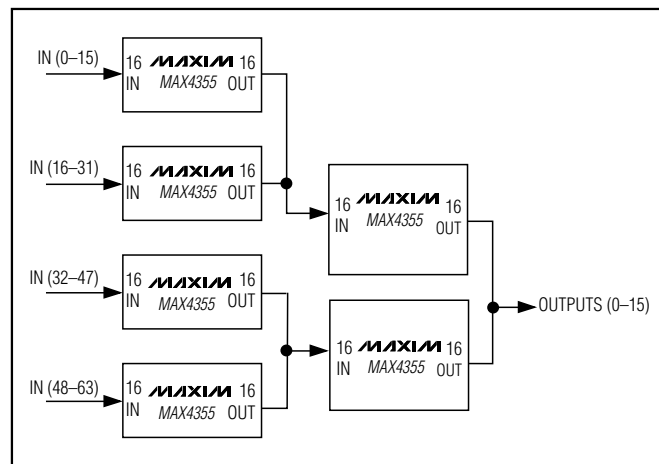 IN (0–15)
16 MAXIM 16
IN MAX4355 OUT
IN (16–31)
16 MAXIM 16
IN MAX4355 OUT
16 MAXIM 16
IN MAX4355 OUT
IN (32–47)
16 MAXIM 16
IN MAX4355 OUT
OUTPUTS (0–15)
16 MAXIM 16
IN MAX4355 OUT
IN (48–63)
16 MAXIM 16
IN MAX4355 OUT